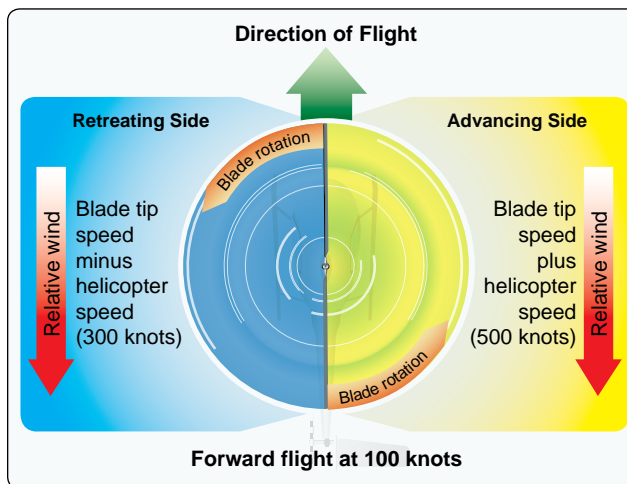 Direction of Flight
Retreating Side
Advancing Side
Blade rotation
Relative wind
Blade tip
speed
minus
helicopter
speed
(300 knots)
Blade tip
speed
plus
helicopter
speed
(500 knots)
Relative wind
Blade rotation
Forward flight at 100 knots